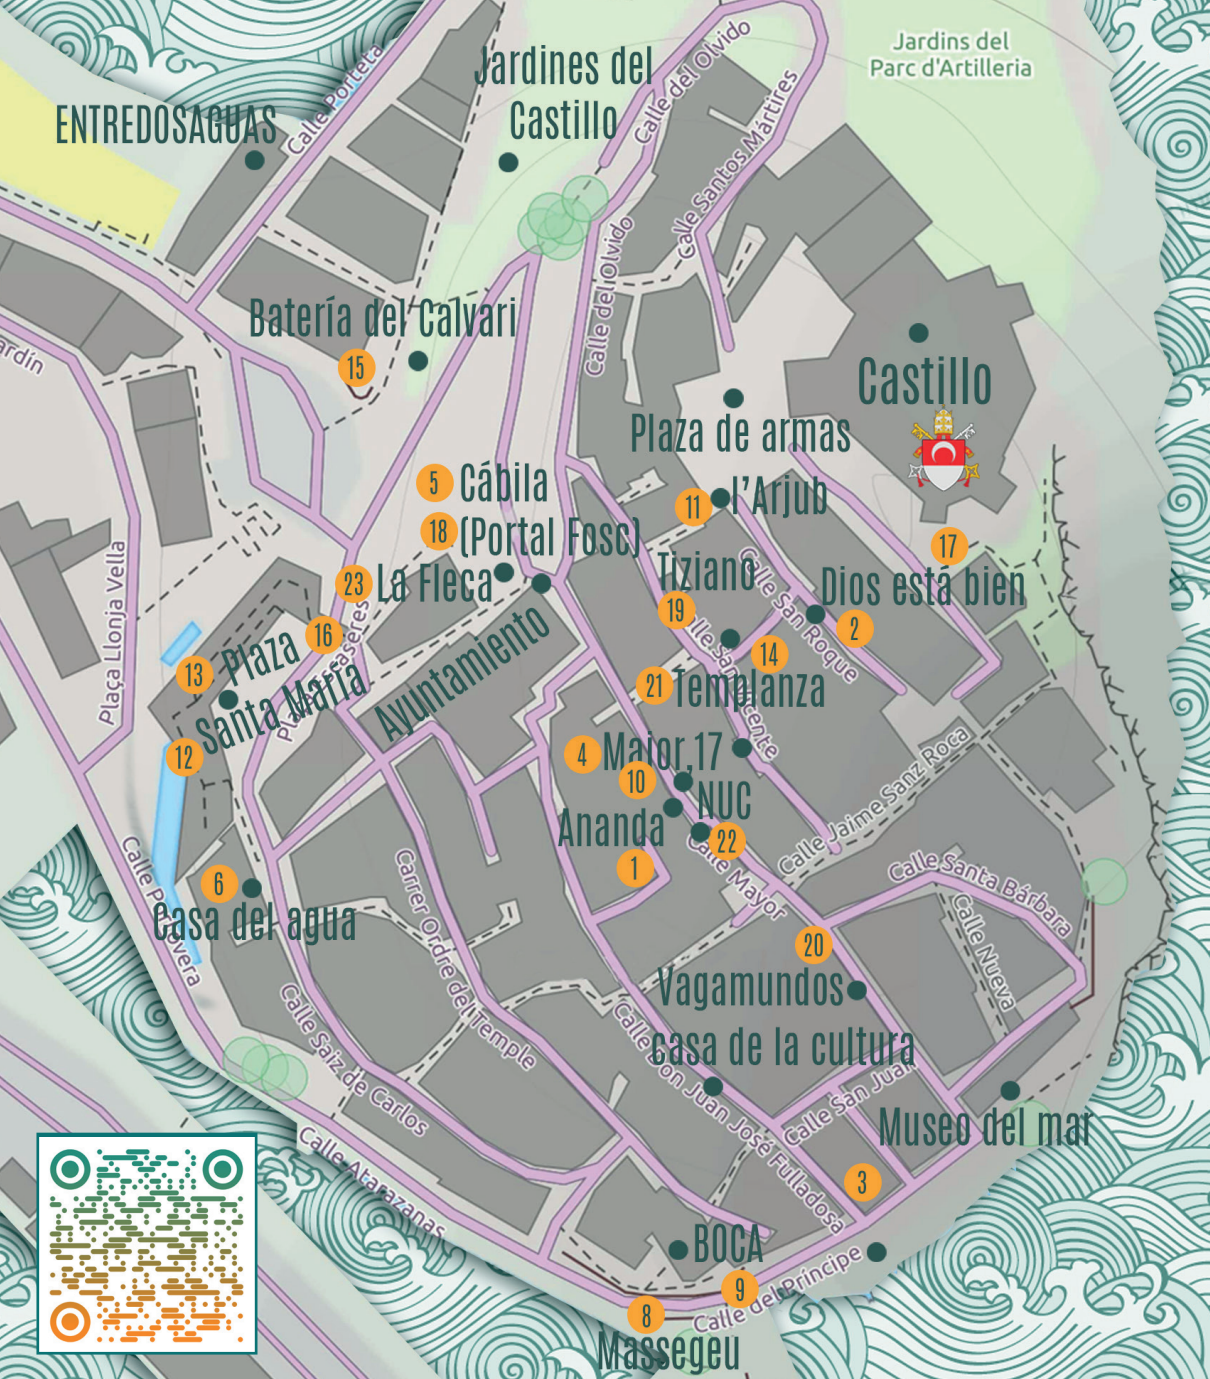 Jardins del
Parc d'Artilleria
Calle del Olvido
Jardines del
Castillo
Calle Porteta
ENTREDOSAGUAS
Calle Santos Mártires
Calle del Olvido
Batería del Calvari
15
ardín
Castillo
Plaza de armas
5 Cábila
11 l'Arjub
18 (Portal Fosc)
17
Tiziano
23 La Fleca
Dios está bien
Calle San Roque
19
2
16
Plaça Llonja Vella
13 Plaza
Santa María
Ayuntamiento
14
21 Templanza
12
4 Maior,17
10
NUC
Calle Jaime Sanz Roca
Ananda
22
1
Calle Mayor
Calle Santa Bárbara
6
Casa del agua
Carrer Ordre del Temple
Calle Nueva
20
Vagamundos
Calle Saiz de Carlos
casa de la cultura
Calle San Juan
Museo del mar
Calle Don Juan José Fulladosa
Calle Atarazanas
3
BOCA
9
Calle del Príncipe
8
Massegeu